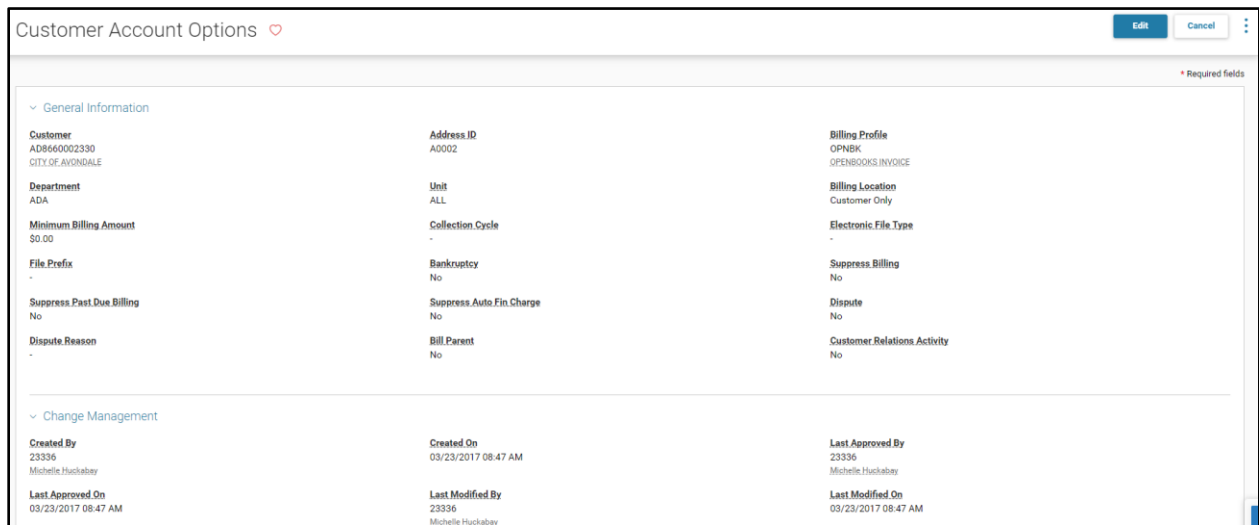 Customer Account Options
Edit
Cancel
* Required fields
General Information
Customer
AD8660002330
CITY OF AVONDALE
Address ID
A0002
Billing Profile
OPNBK
OPENBOOKS INVOICE
Department
ADA
Unit
ALL
Billing Location
Customer Only
Minimum Billing Amount
$0.00
Collection Cycle
-
Electronic File Type
-
File Prefix
-
Bankruptcy
No
Suppress Billing
No
Suppress Past Due Billing
No
Suppress Auto Fin Charge
No
Dispute
No
Dispute Reason
-
Bill Parent
No
Customer Relations Activity
No
Change Management
Created By
23336
Michelle Huckabay
Created On
03/23/2017 08:47 AM
Last Approved By
23336
Michelle Huckabay
Last Approved On
03/23/2017 08:47 AM
Last Modified By
23336
Michelle Huckabay
Last Modified On
03/23/2017 08:47 AM